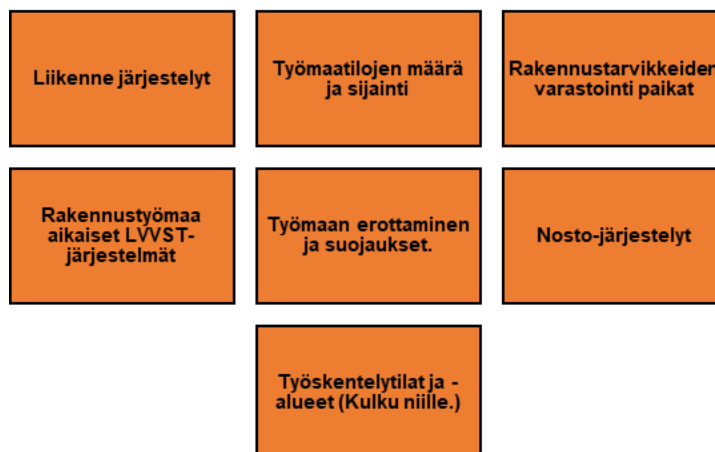 Liikenne järjestelyt
Työmaatilojen määrä
ja sijainti
Rakennustarvikkeiden
varastointi paikat
Rakennustyömaa
aikaiset LVVST-
järjestelmät
Työmaan erottaminen
ja suojaukset.
Nosto-järjestelyt
Työskentelytilat ja -
alueet (Kulku niille.)